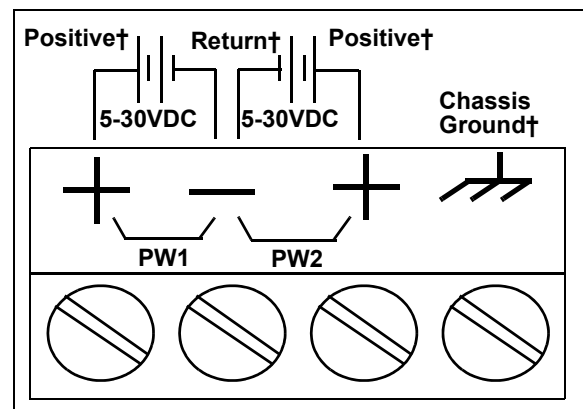 Positive† Return† Positive†
5-30VDC 5-30VDC
Chassis
Ground†
PW1 PW2